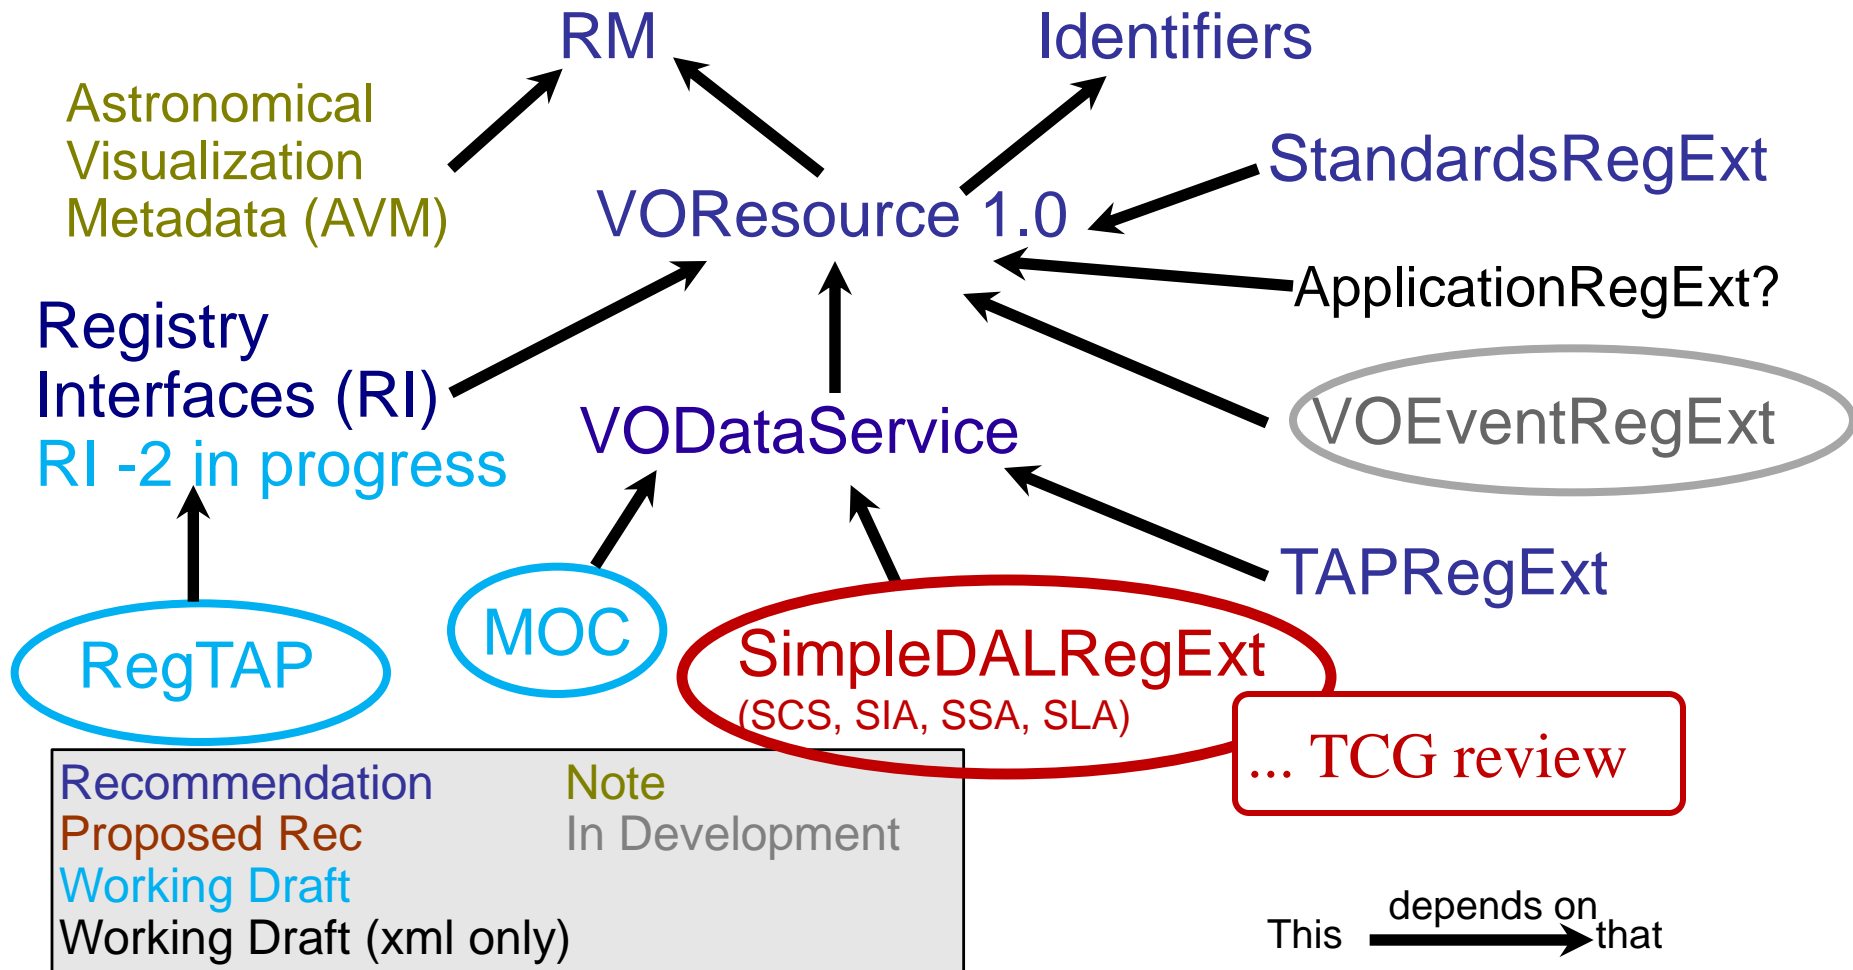 RM
Identifiers
Astronomical
Visualization
Metadata (AVM)
StandardsRegExt
VOResource 1.0
ApplicationRegExt?
Registry
Interfaces (RI)
RI -2 in progress
VODataService
VOEventRegExt
TAPRegExt
RegTAP
MOC
SimpleDALRegExt
(SCS, SIA, SSA, SLA)
... TCG review
Recommendation
Proposed Rec
Working Draft
Working Draft (xml only)
Note
In Development
depends on
This that